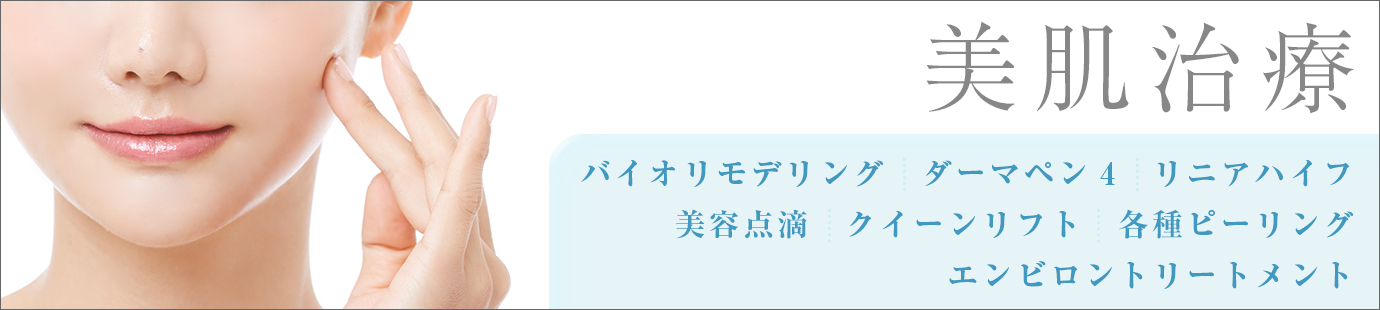 美肌治療
バイオリモデリング ダーマペン4 リニアハイフ
美容点滴 クイーンリフト 各種ピーリング
エンビロントリートメント